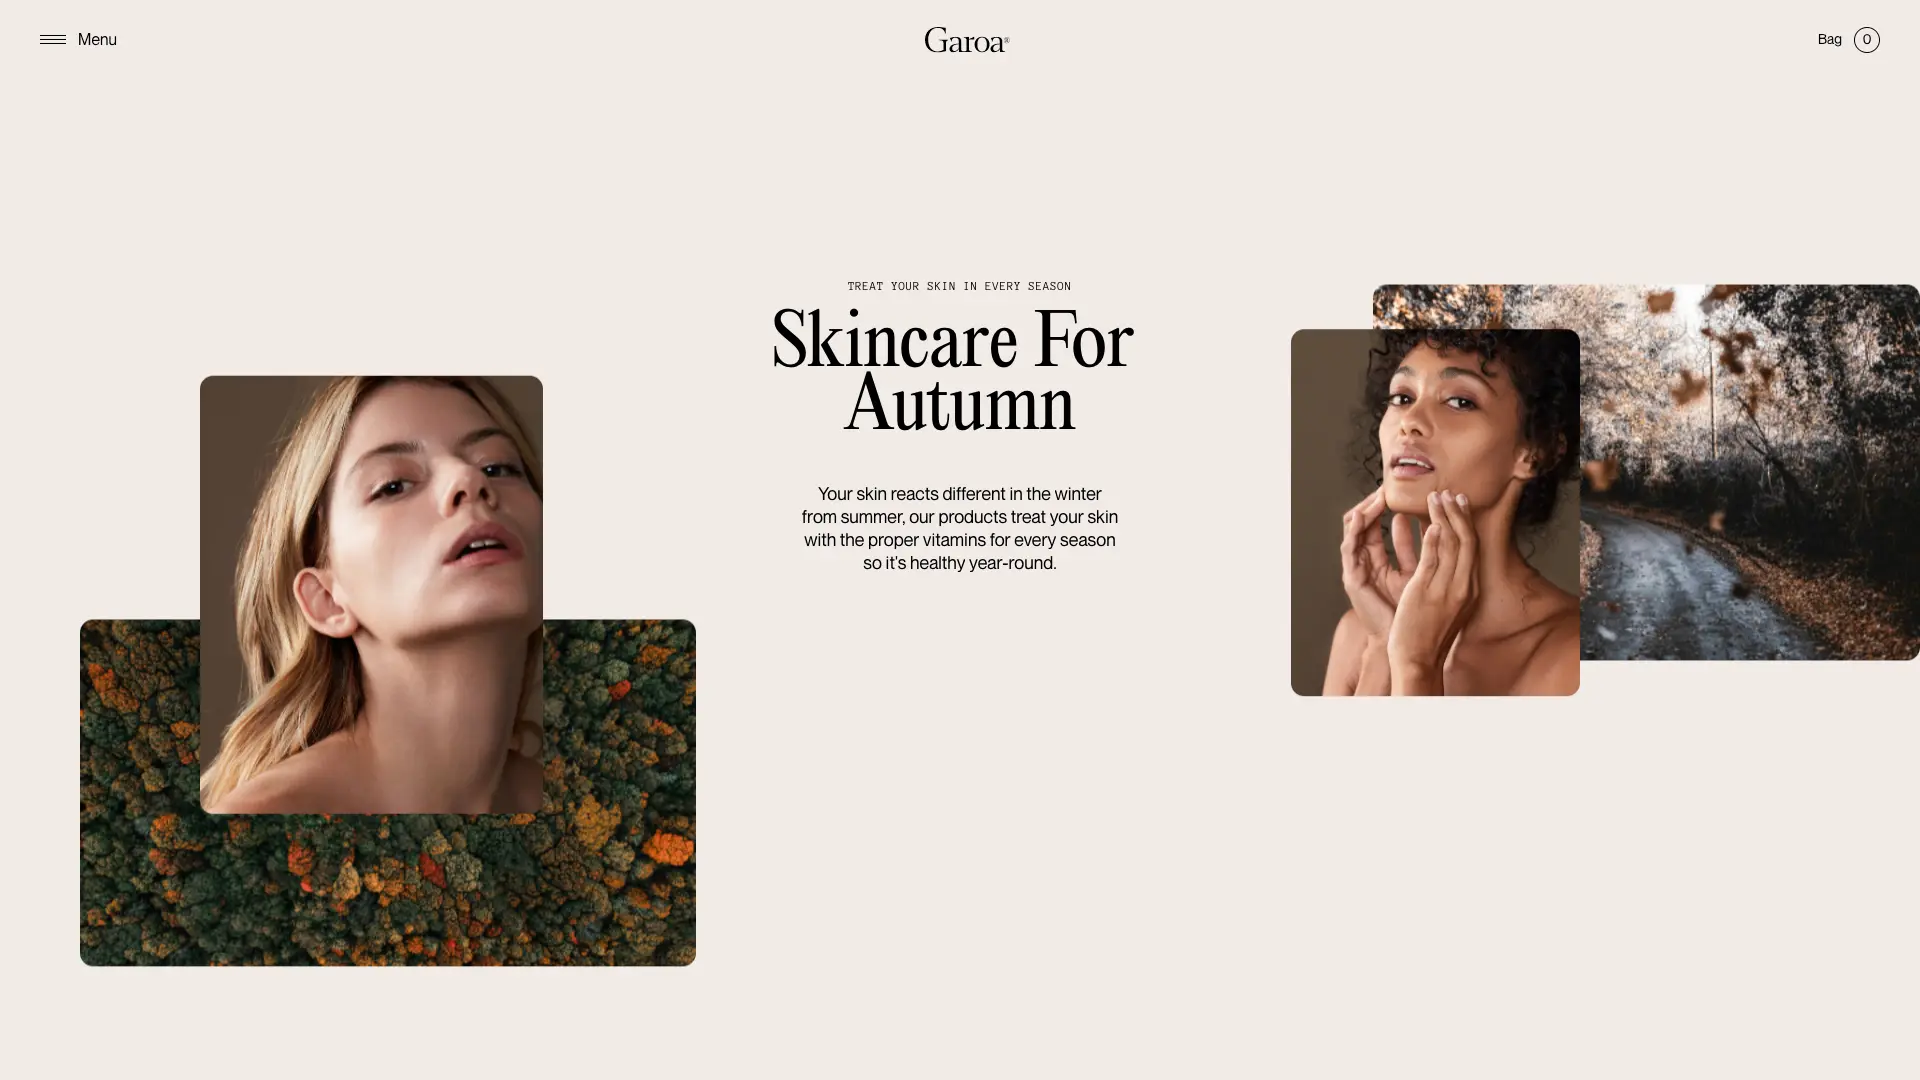 Menu
Garoa®
Bag 0
TREAT YOUR SKIN IN EVERY SEASON
Skincare For
Autumn
Your skin reacts different in the winter
from summer, our products treat your skin
with the proper vitamins for every season
so it's healthy year-round.